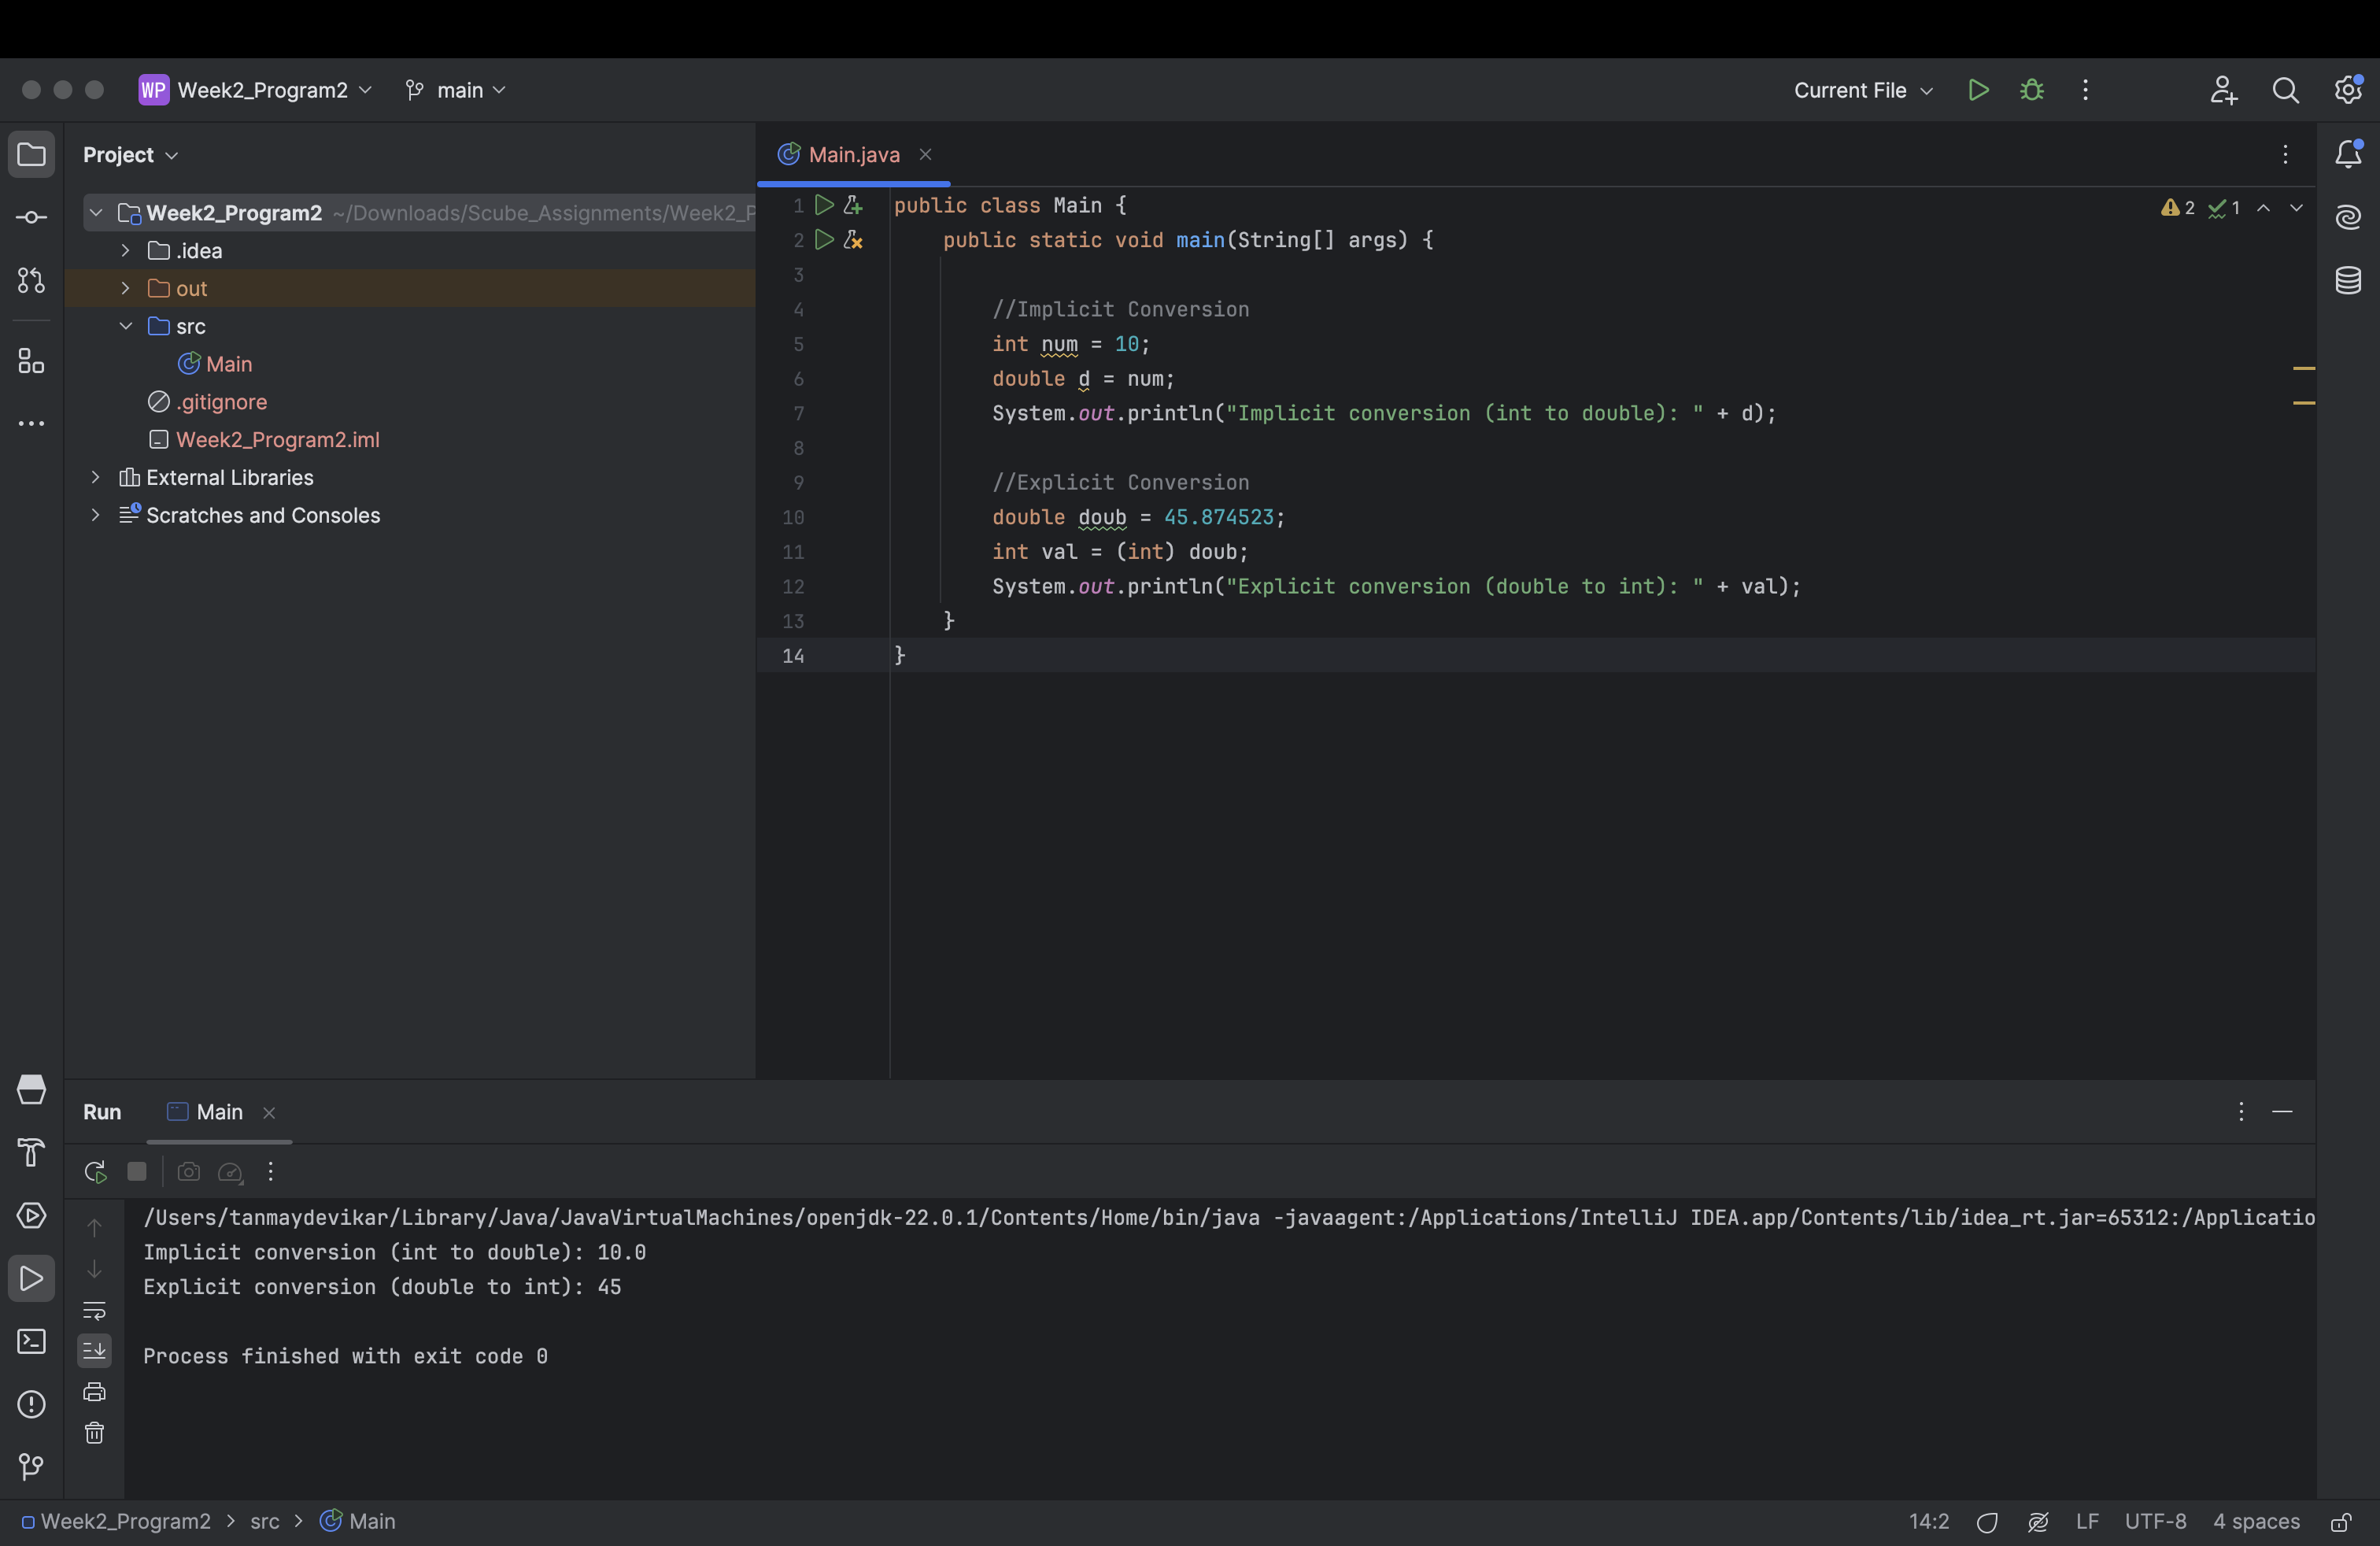 WP Week2_Program2 main Current File
Project
Week2_Program2 ~/Downloads/Scube_Assignments/Week2_P
.idea
out
src
Main
.gitignore
Week2_Program2.iml
External Libraries
Scratches and Consoles
Main.java
2 1
1 public class Main {
2 public static void main(String[] args) {
3
4 //Implicit Conversion
5 int num = 10;
6 double d = num;
7 System.out.println("Implicit conversion (int to double): " + d);
8
9 //Explicit Conversion
10 double doub = 45.874523;
11 int val = (int) doub;
12 System.out.println("Explicit conversion (double to int): " + val);
13 }
14 }
Run Main
/Users/tanmaydevikar/Library/Java/JavaVirtualMachines/openjdk-22.0.1/Contents/Home/bin/java -javaagent:/Applications/IntelliJ IDEA.app/Contents/lib/idea_rt.jar=65312:/Applicatio
Implicit conversion (int to double): 10.0
Explicit conversion (double to int): 45
Process finished with exit code 0
Week2_Program2 > src > Main 14:2 LF UTF-8 4 spaces